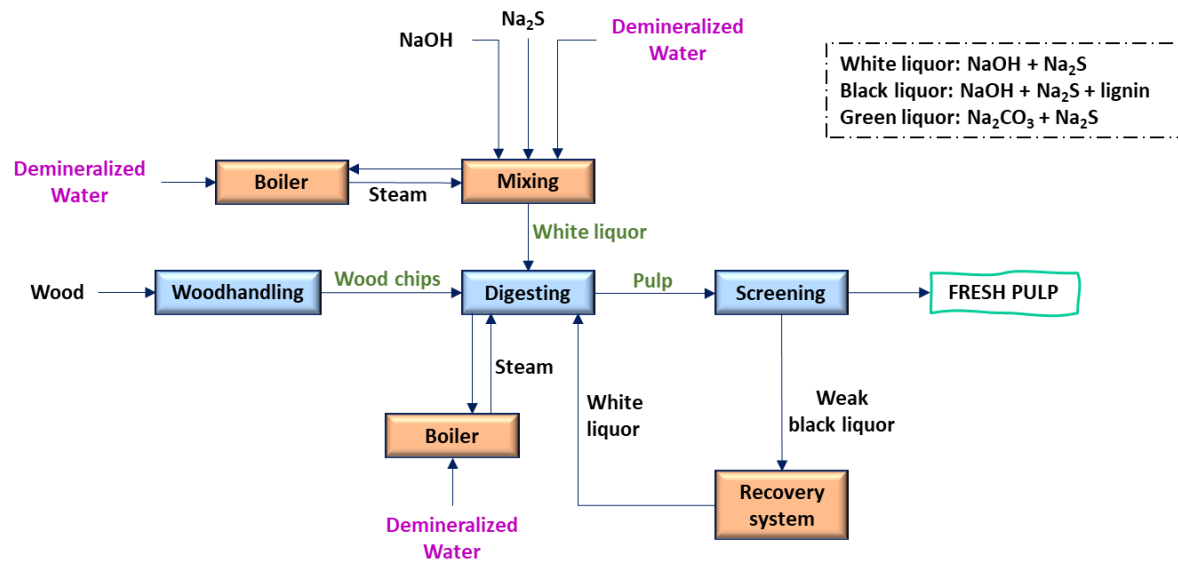 Na₂S
NaOH
Demineralized
Water
White liquor: NaOH + Na₂S
Black liquor: NaOH + Na₂S + lignin
Green liquor: Na₂CO₃ + Na₂S
Demineralized
Water
Boiler
Steam
Mixing
White liquor
Wood
Woodhandling
Wood chips
Digesting
Pulp
Screening
FRESH PULP
Steam
Boiler
White
liquor
Weak
black liquor
Recovery
system
Demineralized
Water